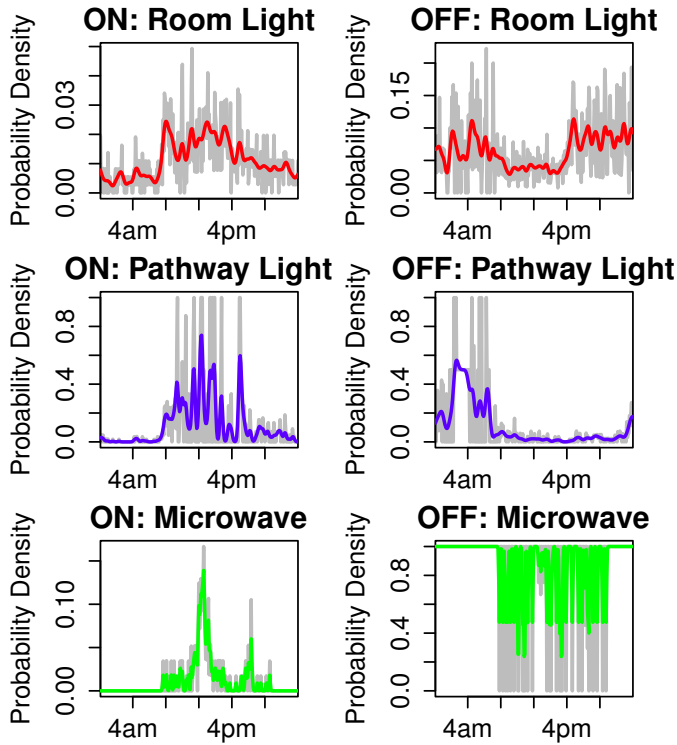 ON: Room Light
Probability Density
0.00
0.03
4am
4pm
OFF: Room Light
Probability Density
0.00
0.15
4am
4pm
ON: Pathway Light
Probability Density
0.0
0.4
0.8
4am
4pm
OFF: Pathway Light
Probability Density
0.0
0.4
0.8
4am
4pm
ON: Microwave
Probability Density
0.00
0.10
4am
4pm
OFF: Microwave
Probability Density
0.0
0.4
0.8
4am
4pm